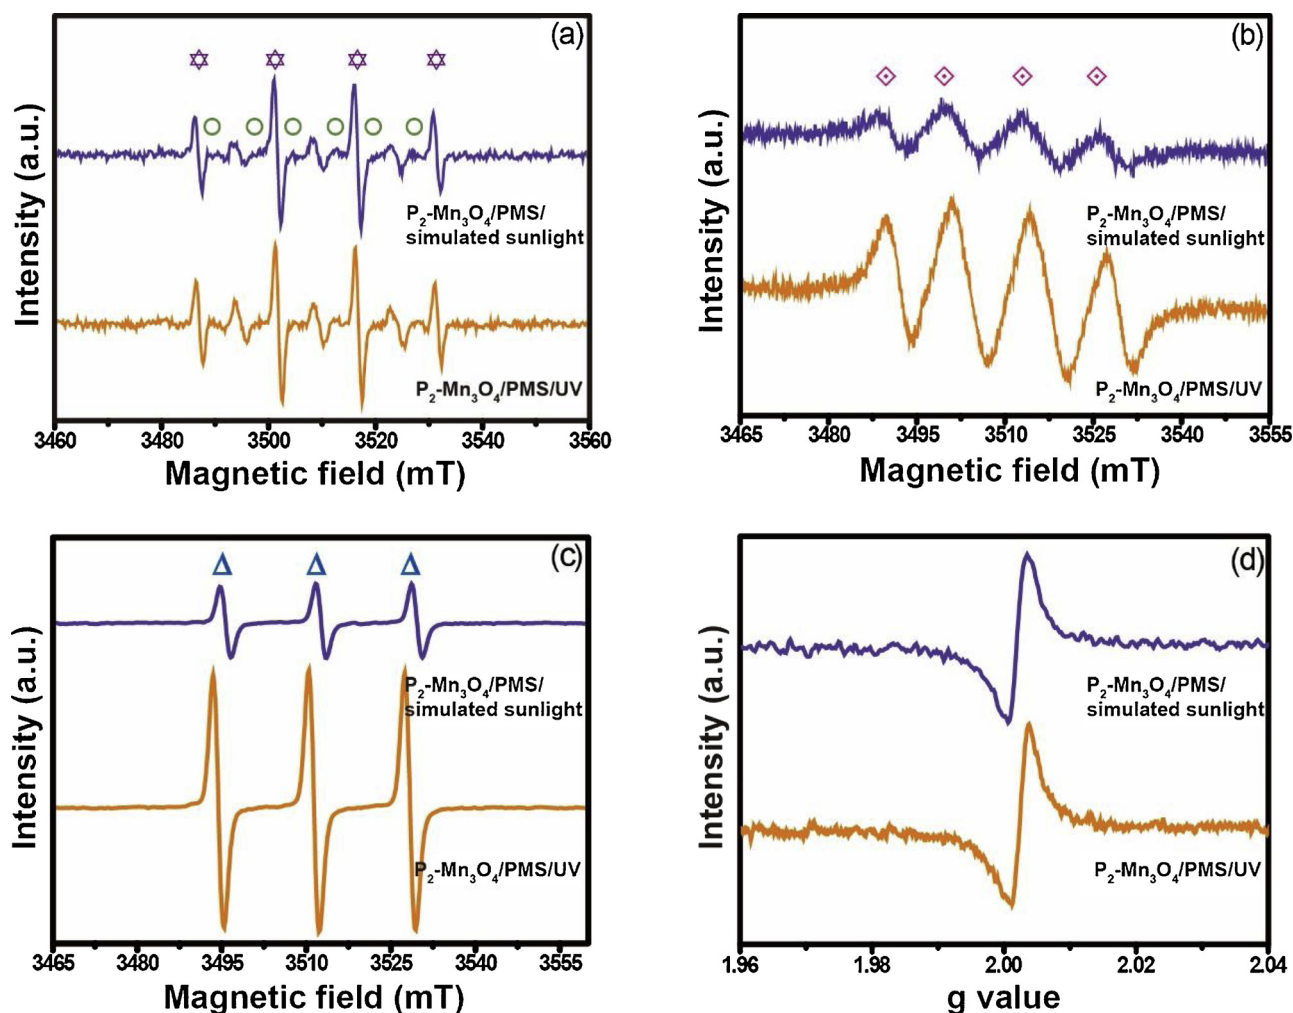 (a)
Intensity (a.u.)
P₂-Mn₃O₄/PMS/
simulated sunlight
P₂-Mn₃O₄/PMS/UV
3460 3480 3500 3520 3540 3560
Magnetic field (mT)
(b)
Intensity (a.u.)
P₂-Mn₃O₄/PMS/
simulated sunlight
P₂-Mn₃O₄/PMS/UV
3465 3480 3495 3510 3525 3540 3555
Magnetic field (mT)
(c)
Intensity (a.u.)
P₂-Mn₃O₄/PMS/
simulated sunlight
P₂-Mn₃O₄/PMS/UV
3465 3480 3495 3510 3525 3540 3555
Magnetic field (mT)
(d)
Intensity (a.u.)
P₂-Mn₃O₄/PMS/
simulated sunlight
P₂-Mn₃O₄/PMS/UV
1.96 1.98 2.00 2.02 2.04
g value